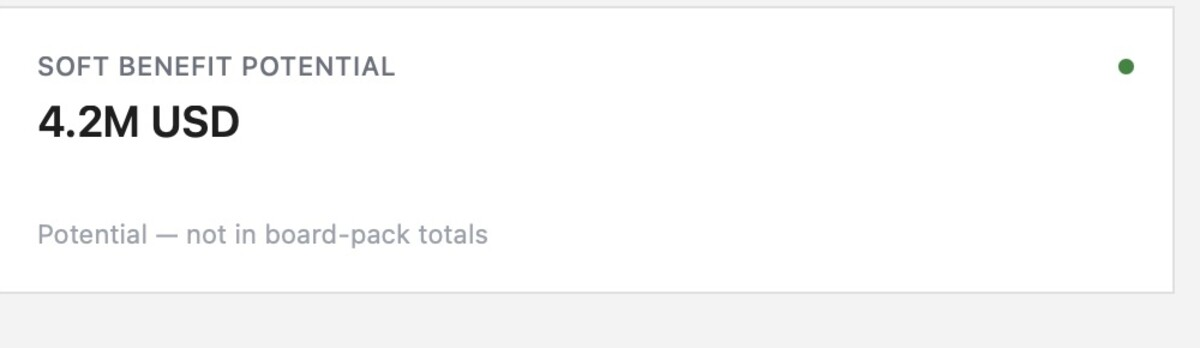 SOFT BENEFIT POTENTIAL
4.2M USD
Potential — not in board-pack totals